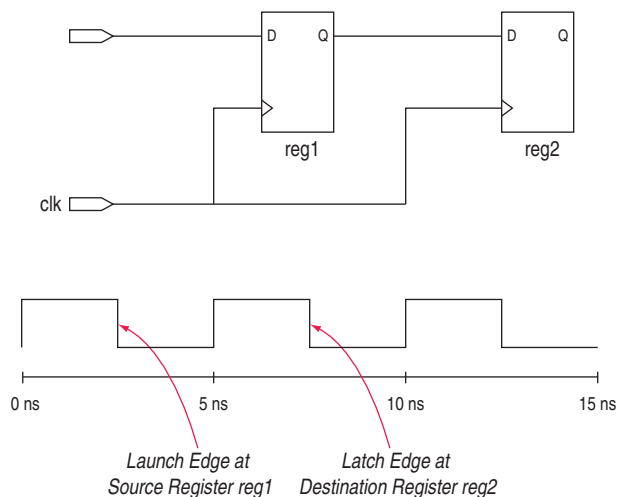 D Q
D Q
reg1
reg2
clk
0 ns
5 ns
10 ns
15 ns
Launch Edge at
Source Register reg1
Latch Edge at
Destination Register reg2